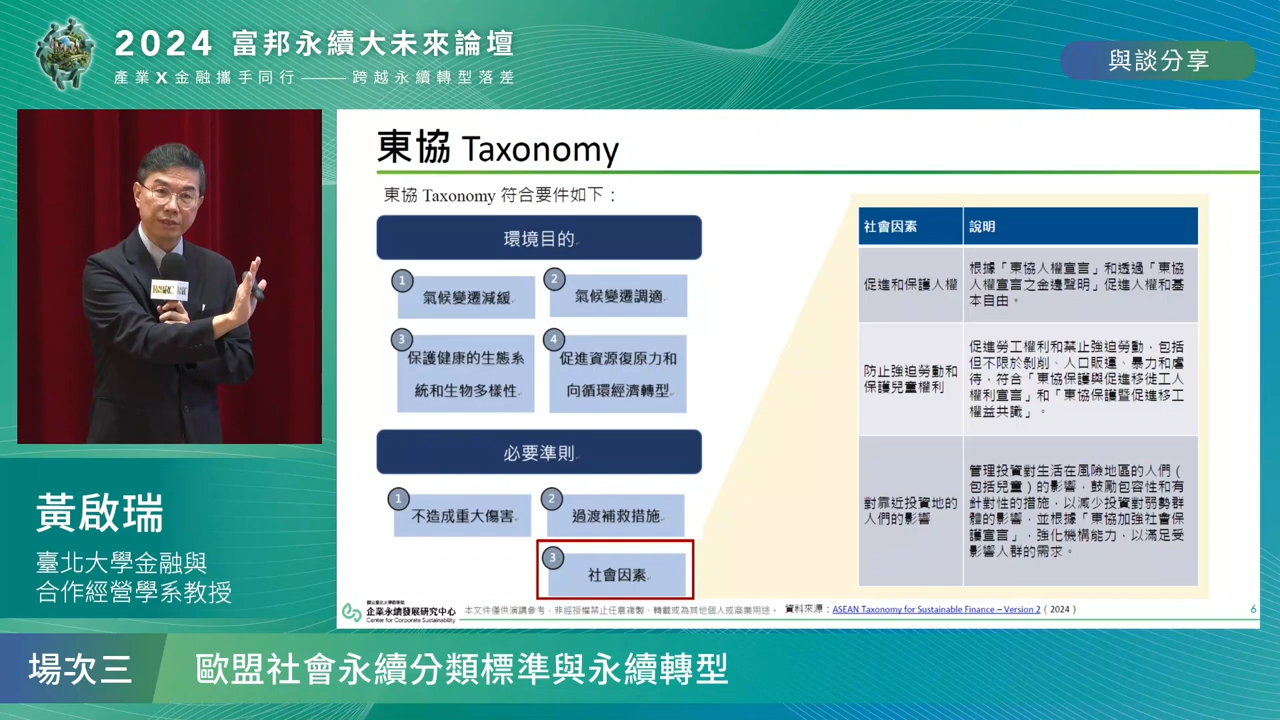 2024 富邦永續大未來論壇
產業X金融攜手同行——跨越永續轉型落差
與談分享
東協 Taxonomy
東協 Taxonomy 符合要件如下：
環境目的
1
氣候變遷減緩
2
氣候變遷調適
3
保護健康的生態系
統和生物多樣性
4
促進資源復原力和
向循環經濟轉型
必要準則
1
不造成重大傷害
2
過渡補救措施
3
社會因素
社會因素
說明
促進和保護人權
根據「東協人權宣言」和透過「東協
人權宣言之金邊聲明」促進人權和基
本自由。
防止強迫勞動和
保護兒童權利
促進勞工權利和禁止強迫勞動，包括
但不限於剝削、人口販運、暴力和虐
待，符合「東協保護與促進移徙工人
權利宣言」和「東協保護暨促進移工
權益共識」。
對靠近投資地的
人們的影響
管理投資對生活在風險地區的人們（
包括兒童）的影響，鼓勵包容性和有
針對性的措施，以減少投資對弱勢群
體的影響，並根據「東協加強社會保
護宣言」，強化機構能力，以滿足受
影響人群的需求。
國立臺北大學商學院
企業永續發展研究中心
Center for Corporate Sustainability
本文件僅供演講參考，非經授權禁止任意複製、轉載或為其他個人或商業用途。
資料來源：ASEAN Taxonomy for Sustainable Finance – Version 2（2024）
6
黃啟瑞
臺北大學金融與
合作經營學系教授
場次三
歐盟社會永續分類標準與永續轉型